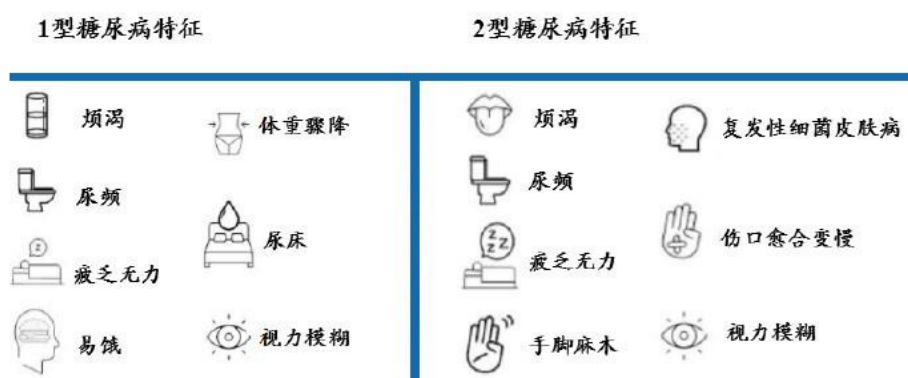 1型糖尿病特征
2型糖尿病特征
烦渴
体重骤降
尿频
尿床
疲乏无力
易饿
视力模糊
烦渴
复发性细菌皮肤病
尿频
伤口愈合变慢
疲乏无力
手脚麻木
视力模糊